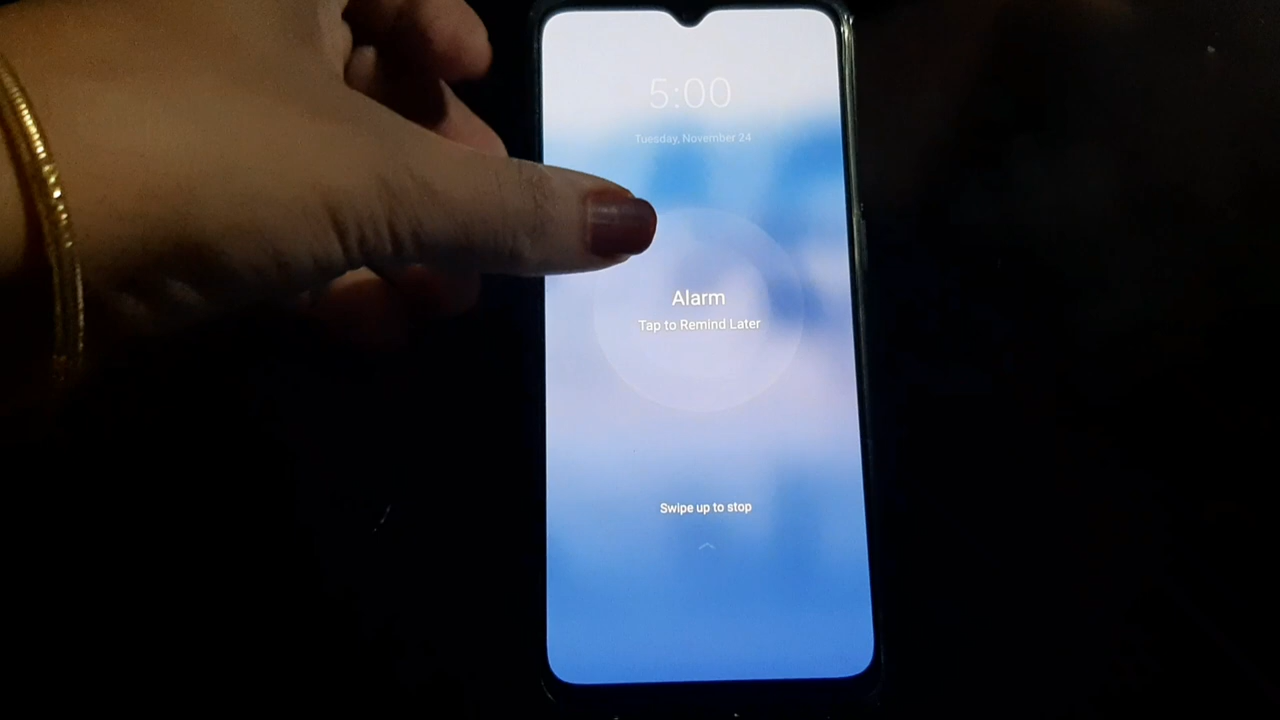 5:00
Tuesday, November 24
Alarm
Tap to Remind Later
Swipe up to stop